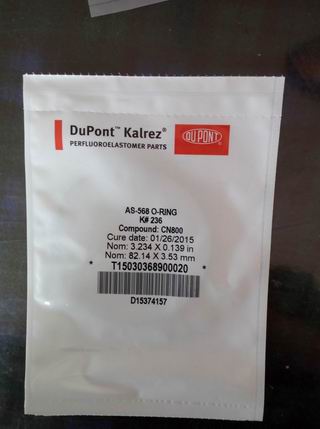 DuPont™ Kalrez®
PERFLUOROELASTOMER PARTS
DUPONT®
AS-568 O-RING
K# 236
Compound: CN800
Cure date: 01/26/2015
Nom: 3.234 X 0.139 in
Nom: 82.14 X 3.53 mm
* T15030368900020 *
D15374157